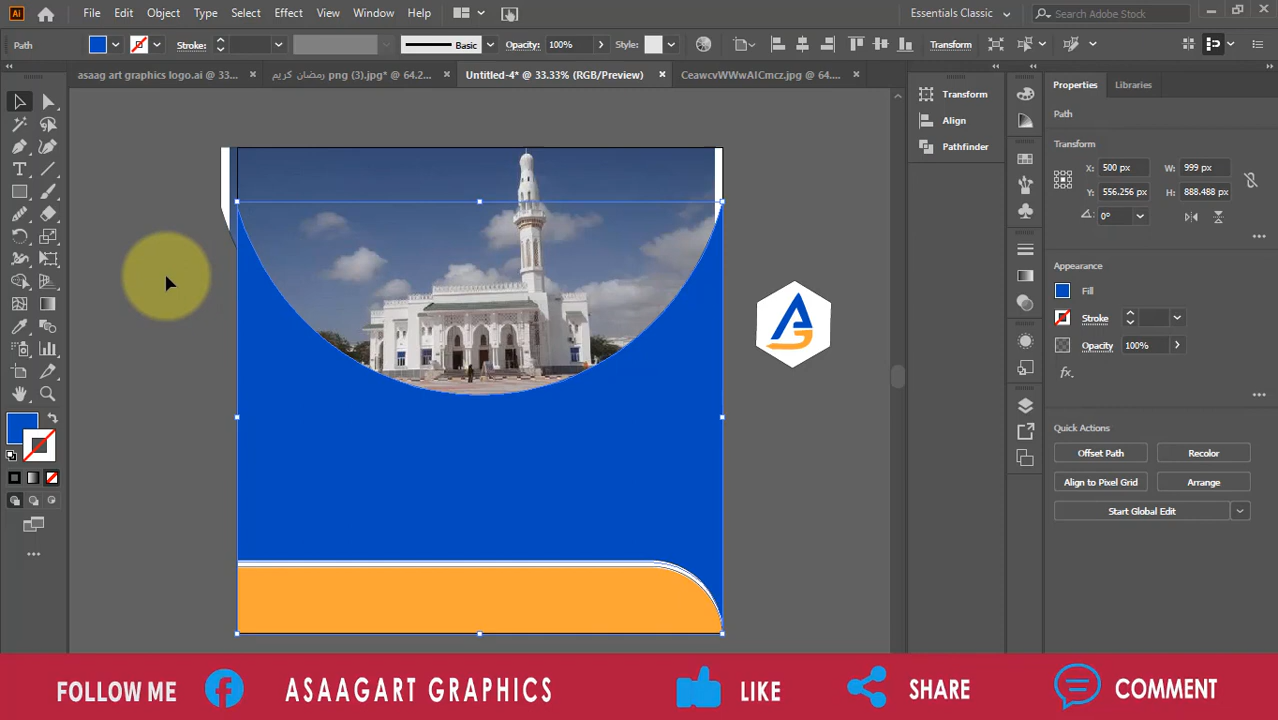 Ai File Edit Object Type Select Effect View Window Help Essentials Classic Search Adobe Stock
Path Stroke: Basic Opacity: 100% Style: Transform
asaag art graphics logo.ai @ 33... × رمضان كريم png (3).jpg* @ 64.2... × Untitled-4* @ 33.33% (RGB/Preview) × CeawcvWWwAICmcz.jpg @ 64.... ×
Transform
Align
Pathfinder
Properties Libraries
Path
Transform
X: 500 px W: 999 px
Y: 556.256 px H: 888.488 px
0°
Appearance
Fill
Stroke
Opacity 100%
fx.
Quick Actions
Offset Path Recolor
Align to Pixel Grid Arrange
Start Global Edit
FOLLOW ME ASAAGART GRAPHICS LIKE SHARE COMMENT